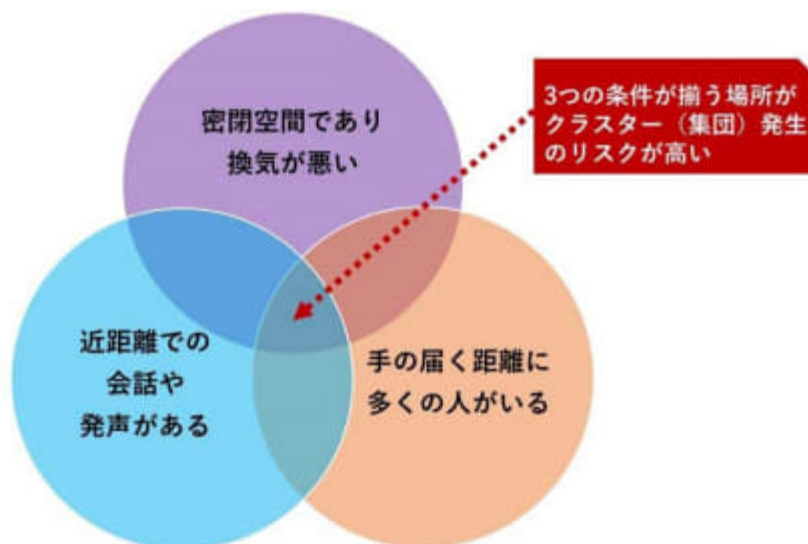 密閉空間であり
換気が悪い
3つの条件が揃う場所が
クラスター（集団）発生
のリスクが高い
近距離での
会話や
発声がある
手の届く距離に
多くの人がいる